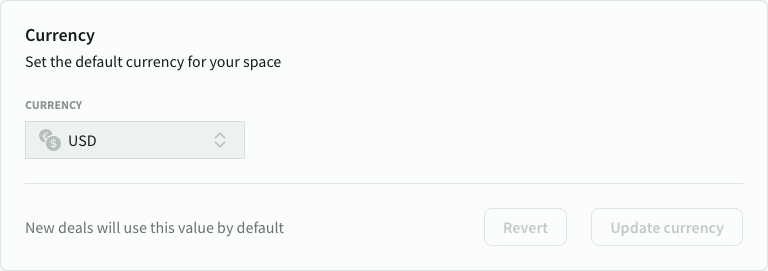 Currency
Set the default currency for your space
CURRENCY
USD
New deals will use this value by default
Revert
Update currency